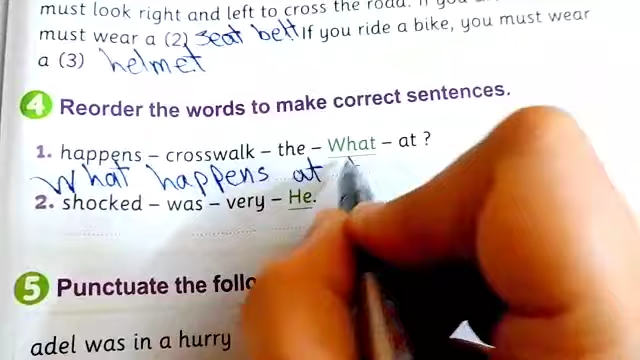 must look right and left to cross the road. If you
must wear a (2) seat belt If you ride a bike, you must wear
a (3) helmet
4 Reorder the words to make correct sentences.
1. happens – crosswalk – the – What – at ?
What happens at
2. shocked – was – very – He.
5 Punctuate the follo
adel was in a hurry